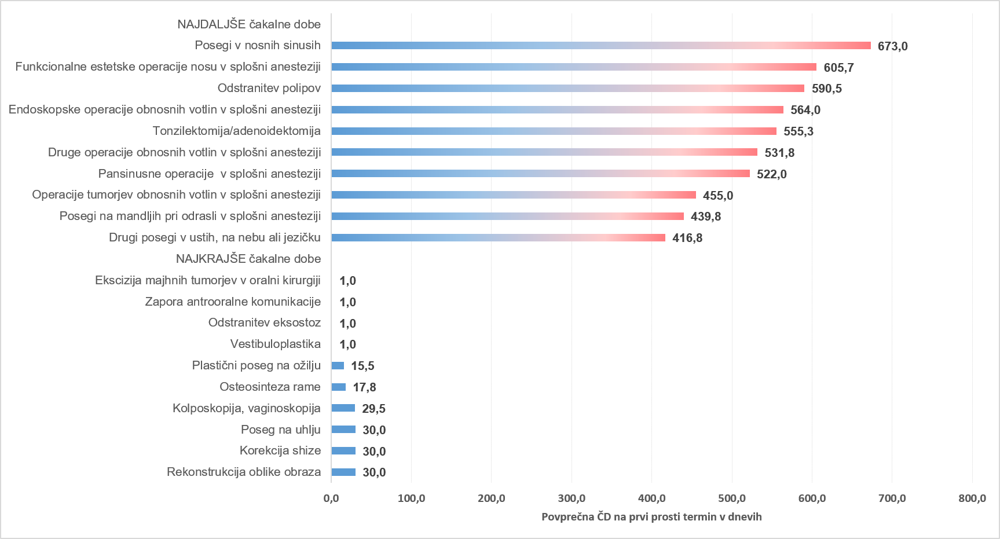 NAJDALJŠE čakalne dobe
Posegi v nosnih sinusih 673,0
Funkcionalne estetske operacije nosu v splošni anesteziji 605,7
Odstranitev polipov 590,5
Endoskopske operacije obnosnih votlin v splošni anesteziji 564,0
Tonzilektomija/adenoidektomija 555,3
Druge operacije obnosnih votlin v splošni anesteziji 531,8
Pansinusne operacije  v splošni anesteziji 522,0
Operacije tumorjev obnosnih votlin v splošni anesteziji 455,0
Posegi na mandljih pri odrasli v splošni anesteziji 439,8
Drugi posegi v ustih, na nebu ali jezičku 416,8
NAJKRAJŠE čakalne dobe
Ekscizija majhnih tumorjev v oralni kirurgiji 1,0
Zapora antrooralne komunikacije 1,0
Odstranitev eksostoz 1,0
Vestibuloplastika 1,0
Plastični poseg na ožilju 15,5
Osteosinteza rame 17,8
Kolposkopija, vaginoskopija 29,5
Poseg na uhlju 30,0
Korekcija shize 30,0
Rekonstrukcija oblike obraza 30,0
0,0 100,0 200,0 300,0 400,0 500,0 600,0 700,0 800,0
Povprečna ČD na prvi prosti termin v dnevih